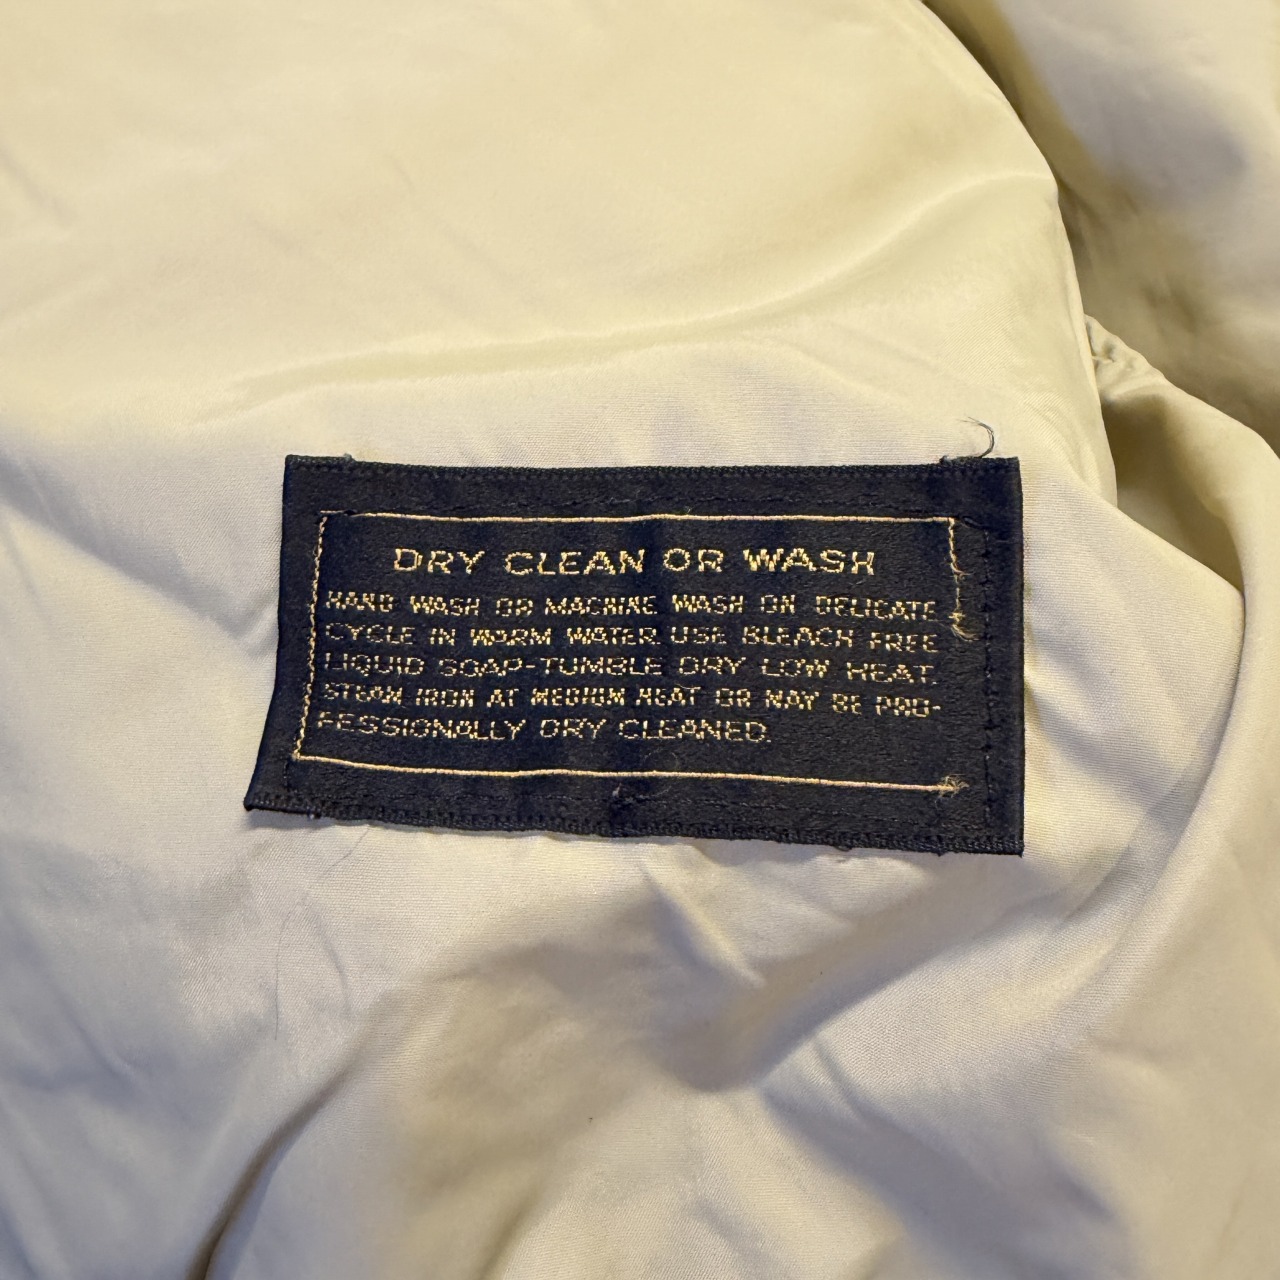 DRY CLEAN OR WASH
HAND WASH OR MACHINE WASH ON DELICATE
CYCLE IN WARM WATER USE BLEACH FREE
LIQUID SOAP-TUMBLE DRY LOW HEAT.
STEAM IRON AT MEDIUM HEAT OR MAY BE PRO-
FESSIONALLY DRY CLEANED.